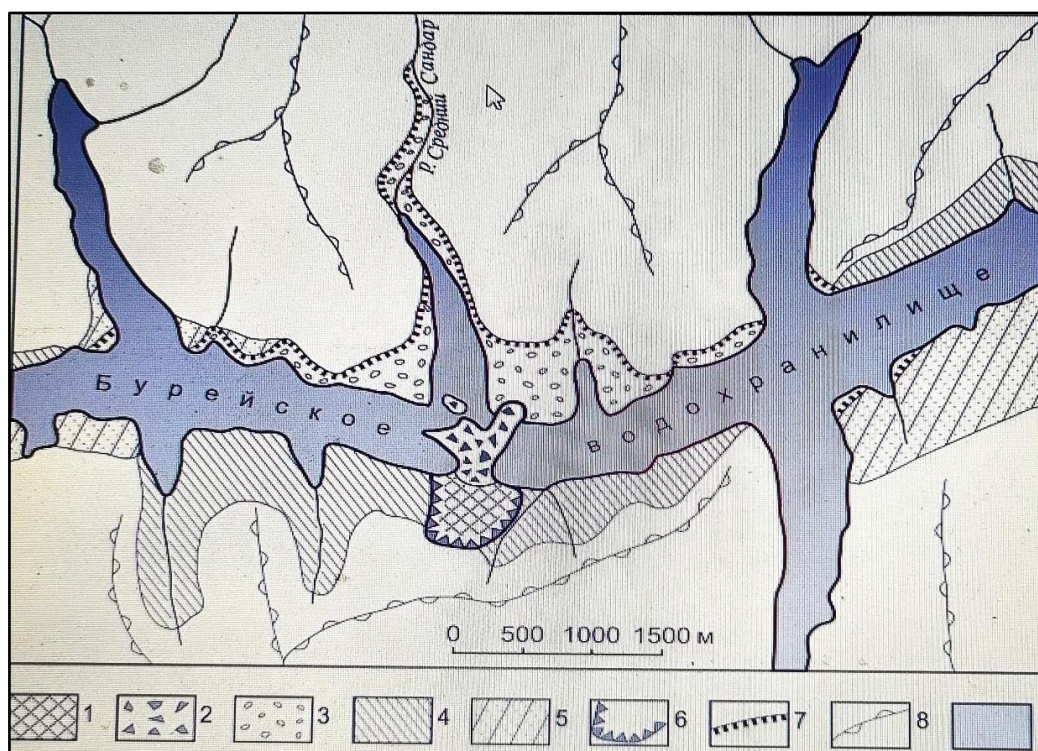 Р. Средний Сандар
Бурейское
водохранилище
0 500 1000 1500 м
1 2 3 4 5 6 7 8